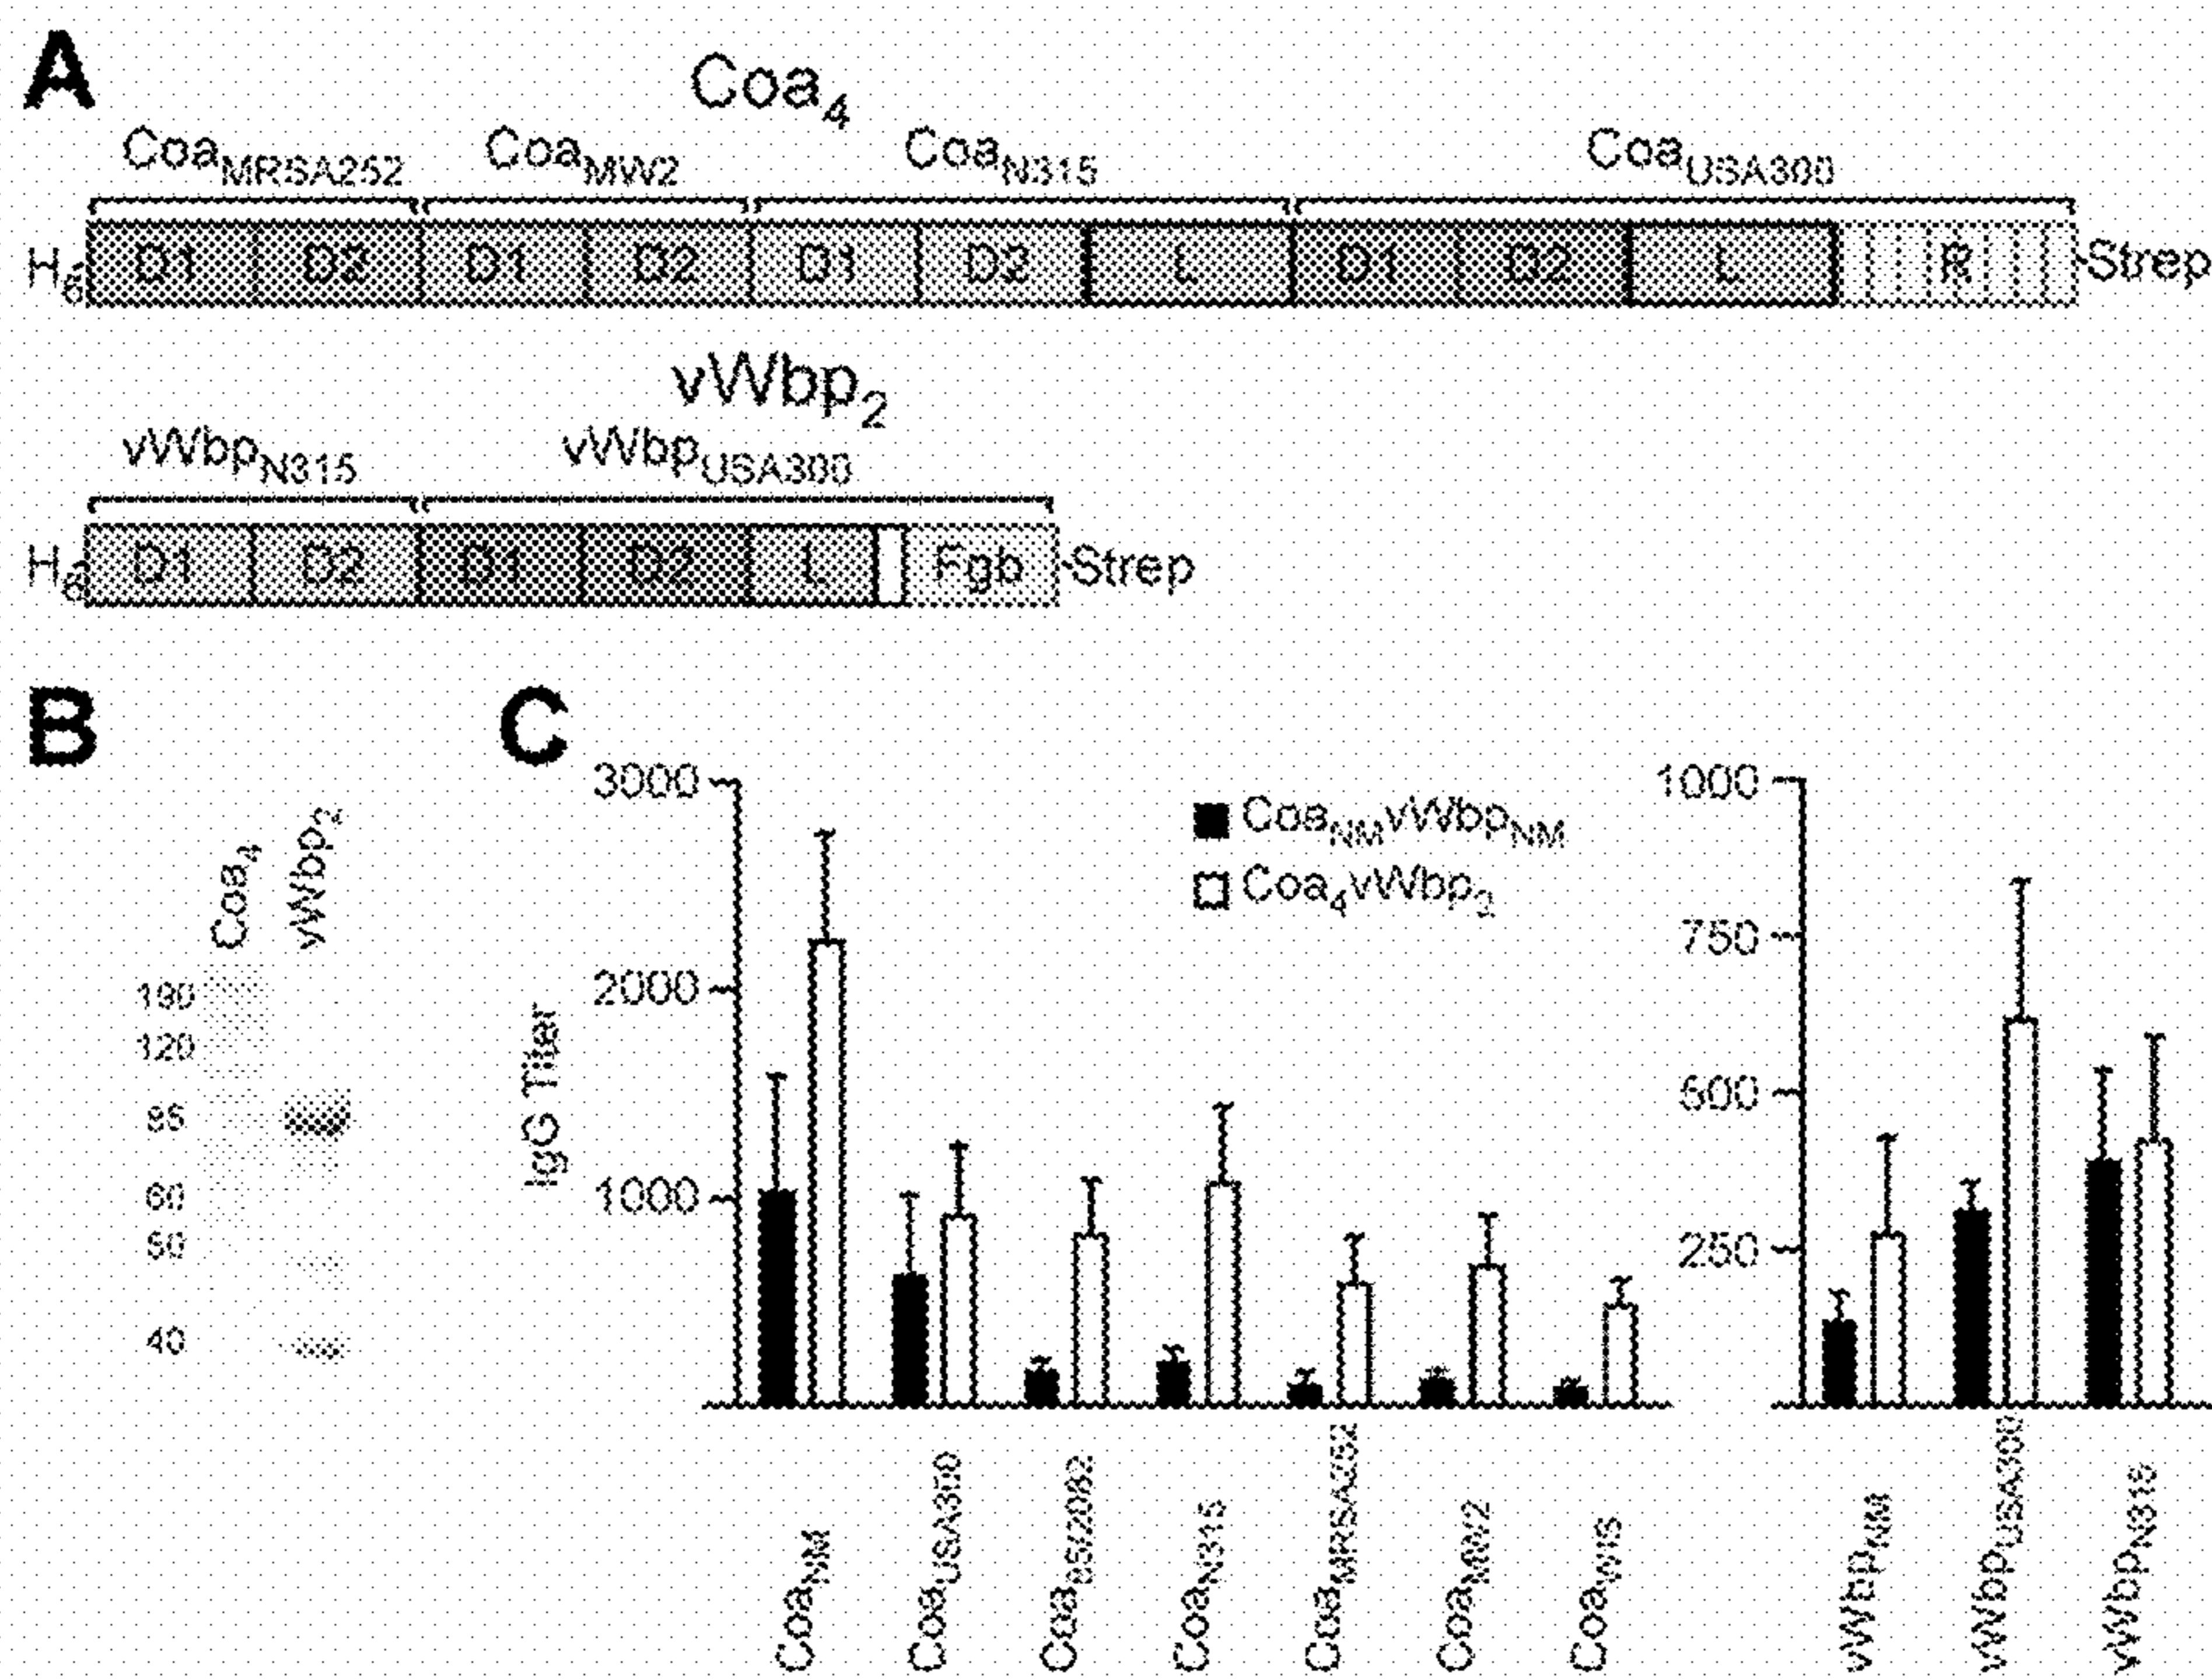 A
Coa4
CoaMRSA252 CoaMW2 CoaN315 CoaUSA300
H6 D1 D2 D1 D2 D1 D2 L D1 D2 L R Strep
vWbp2
vWbpN315 vWbpUSA300
H6 D1 D2 D1 D2 L Fgb Strep
B
Coa4 vWbp2
120
85
60
50
40
C
IgG Titer
3000
2000
1000
CoaNMvWbpNM
Coa4vWbp2
1000
750
500
250
CoaNM
CoaUSA300
Coa85/2082
CoaN315
CoaMRSA252
CoaMW2
CoaWIS
vWbpNM
vWbpUSA300
vWbpN315